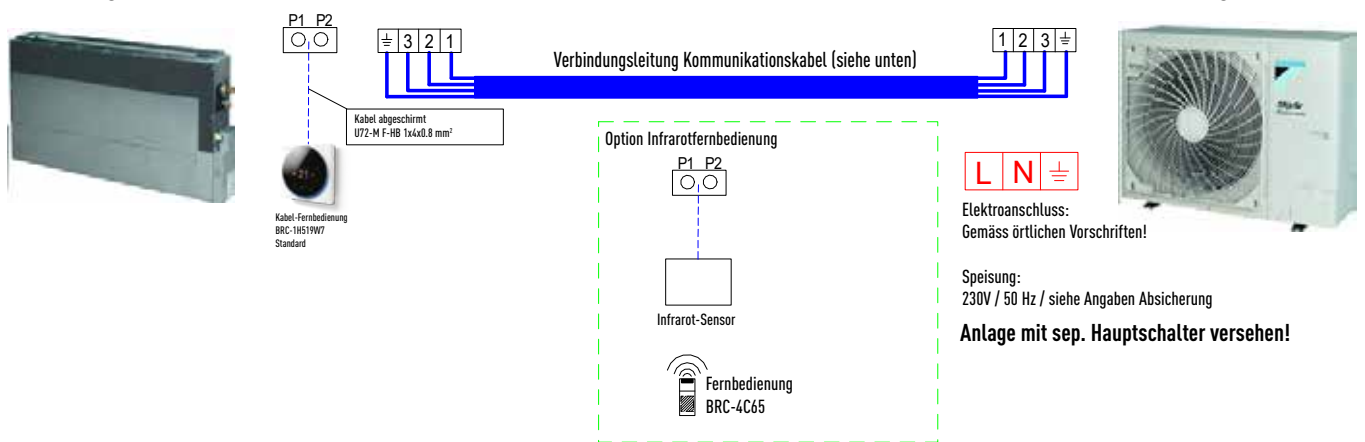 P1 P2
⏚ 3 2 1
Verbindungsleitung Kommunikationskabel (siehe unten)
1 2 3 ⏚
Kabel abgeschirmt
U72-M F-HB 1x4x0.8 mm²
Kabel-Fernbedienung
BRC-1H519W7
Standard
Option Infrarotfernbedienung
P1 P2
Infrarot-Sensor
Fernbedienung
BRC-4C65
L N ⏚
Elektroanschluss:
Gemäss örtlichen Vorschriften!
Speisung:
230V / 50 Hz / siehe Angaben Absicherung
Anlage mit sep. Hauptschalter versehen!